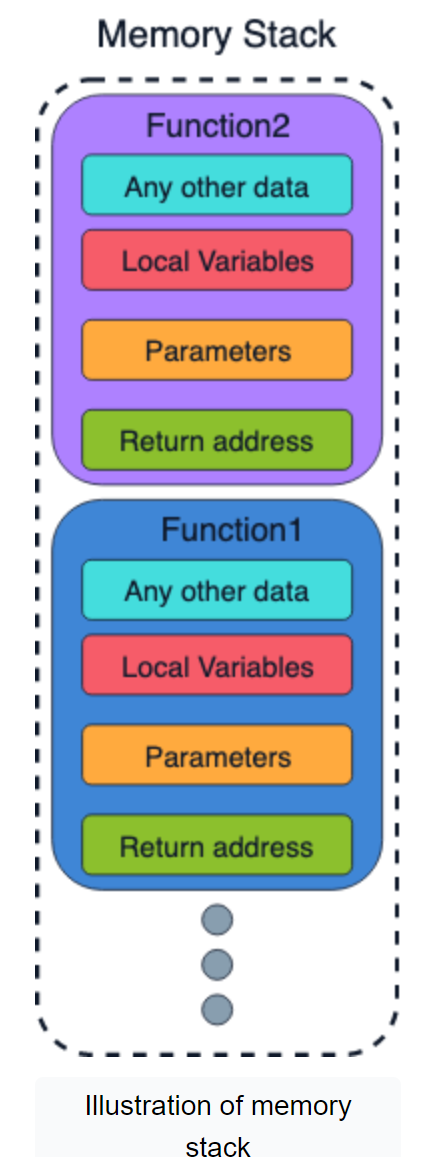 Memory Stack
Function2
Any other data
Local Variables
Parameters
Return address
Function1
Any other data
Local Variables
Parameters
Return address
Illustration of memory
stack